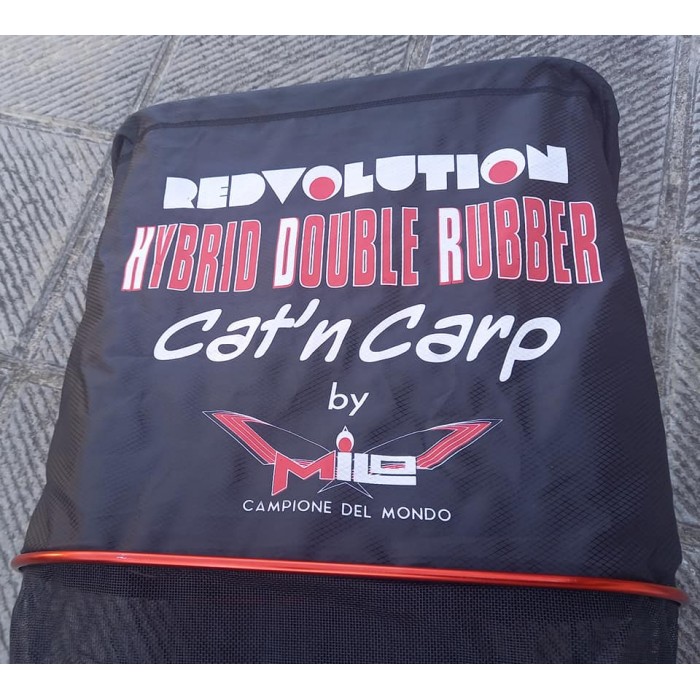 REDVOLUTION
HYBRID DOUBLE RUBBER
Cat'n Carp
by
MILO
CAMPIONE DEL MONDO